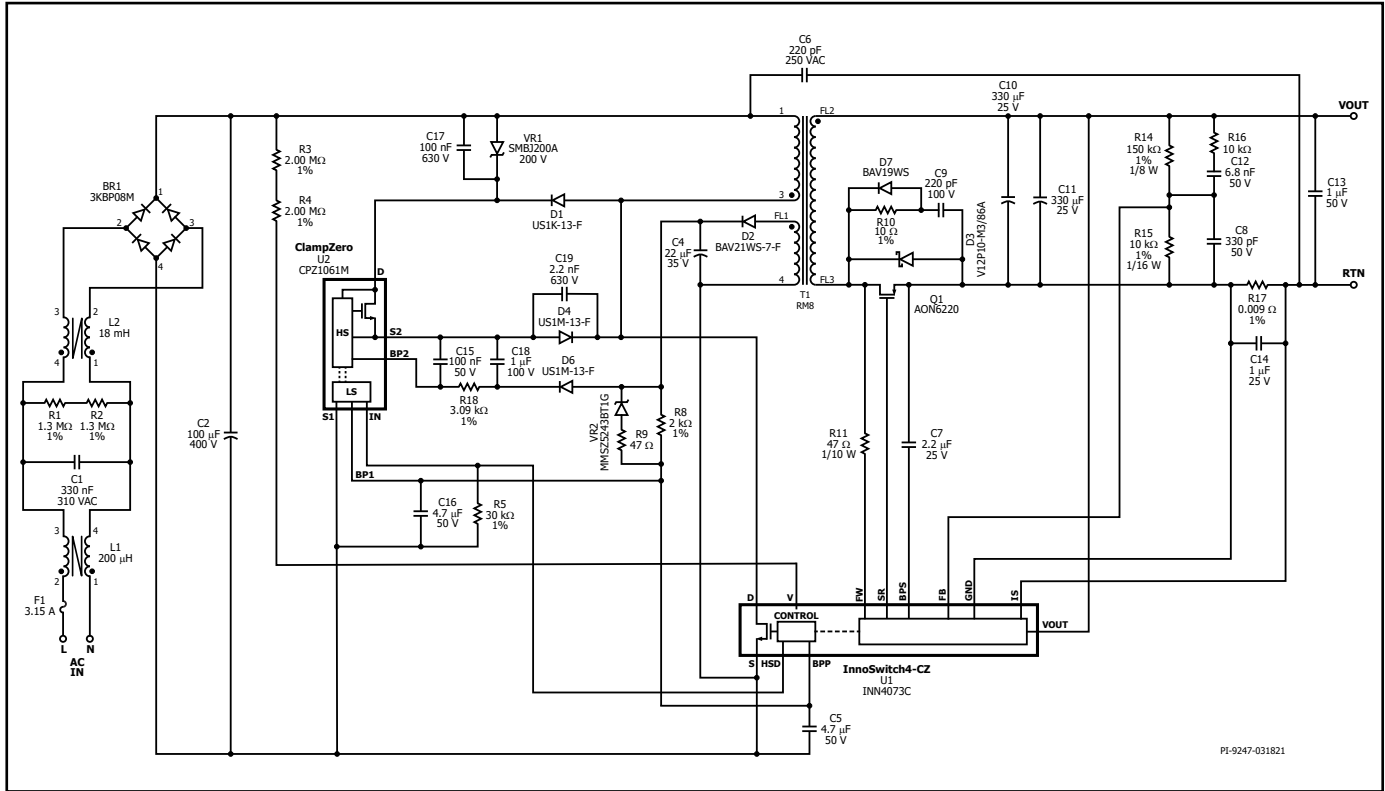 C6
220 pF
250 VAC
C10
330 µF
25 V
VOUT
1
FL2
C17
100 nF
630 V
VR1
SMBJ200A
200 V
R3
2.00 MΩ
1%
R14
150 kΩ
1%
1/8 W
R16
10 kΩ
C12
6.8 nF
50 V
D7
BAV19WS
C9
220 pF
100 V
BR1
3KBP08M
1
2
3
4
R4
2.00 MΩ
1%
C11
330 µF
25 V
C13
1 µF
50 V
3
D1
US1K-13-F
FL1
R10
10 Ω
1%
D3
V12P10-M3/86A
ClampZero
U2
CPZ1061M
D
C4
22 µF
35 V
D2
BAV21WS-7-F
R15
10 kΩ
1%
1/16 W
C8
330 pF
50 V
C19
2.2 nF
630 V
4
FL3
T1
RM8
Q1
AON6220
RTN
R17
0.009 Ω
1%
3
2
L2
18 mH
4
1
HS
S2
D4
US1M-13-F
BP2
C15
100 nF
50 V
C18
1 µF
100 V
D6
US1M-13-F
C14
1 µF
25 V
LS
S1
IN
R18
3.09 kΩ
1%
R1
1.3 MΩ
1%
R2
1.3 MΩ
1%
C2
100 µF
400 V
VR2
MMSZ5243BT1G
R9
47 Ω
R8
2 kΩ
1%
R11
47 Ω
1/10 W
C7
2.2 µF
25 V
C1
330 nF
310 VAC
BP1
C16
4.7 µF
50 V
R5
30 kΩ
1%
3
4
L1
200 µH
2
1
F1
3.15 A
L
N
AC
IN
D
V
FW
SR
BPS
FB
GND
IS
CONTROL
VOUT
S
HSD
BPP
InnoSwitch4-CZ
U1
INN4073C
C5
4.7 µF
50 V
PI-9247-031821